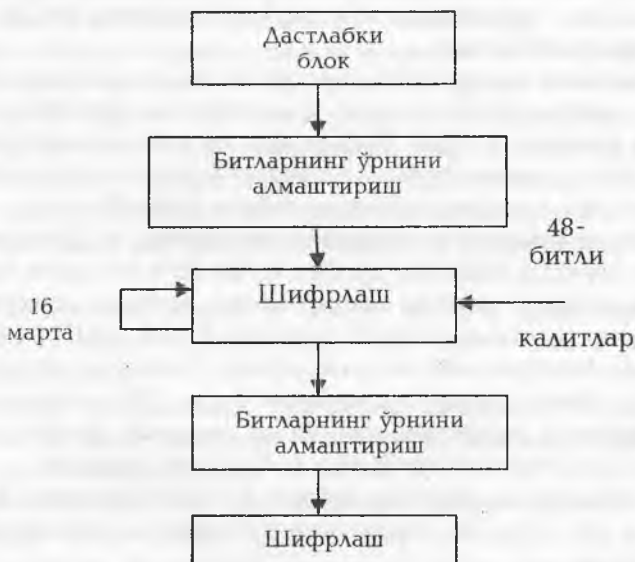 Дастлабки
блок
Битларнинг ўрнини
алмаштириш
48-
битли
Шифрлаш
16
марта
калитлар
Битларнинг ўрнини
алмаштириш
Шифрлаш